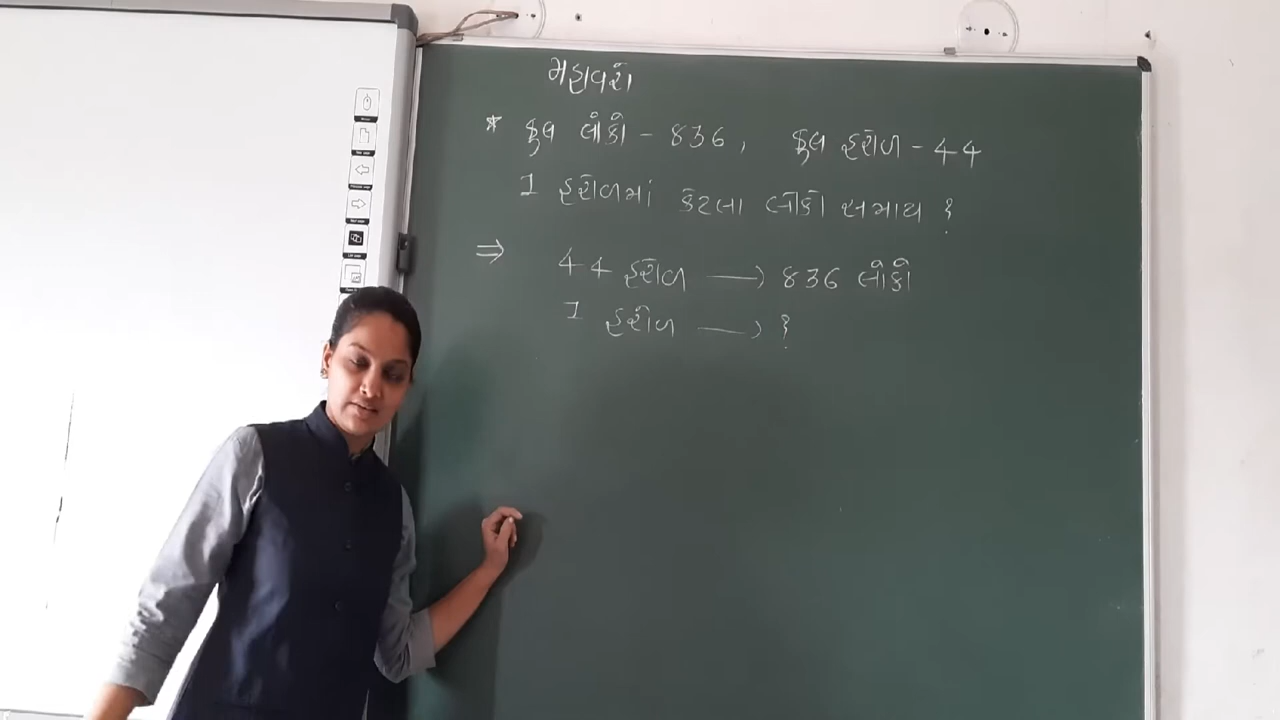 મહાવરો
* કુલ લોકો - 836, કુલ હરોળ - 44
1 હરોળમાં કેટલા લોકો સમાય ?
⇒ 44 હરોળ ⟶ 836 લોકો
1 હરોળ ⟶ ?